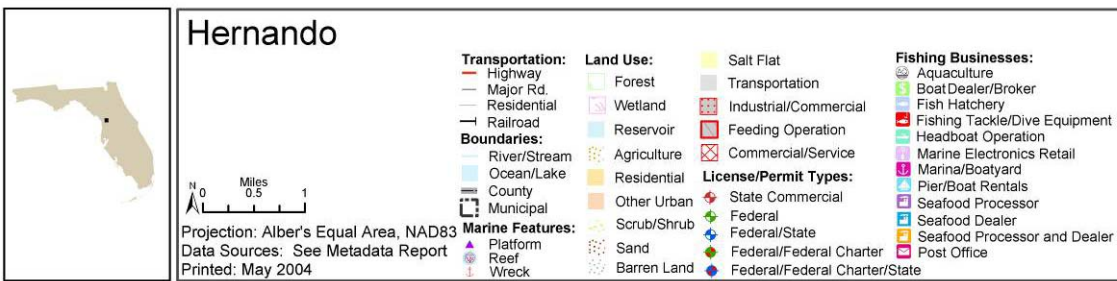 Hernando
N
Miles
0 0.5 1
Projection: Alber's Equal Area, NAD83
Data Sources: See Metadata Report
Printed: May 2004
Transportation:
Highway
Major Rd.
Residential
Railroad
Boundaries:
River/Stream
Ocean/Lake
County
Municipal
Marine Features:
Platform
Reef
Wreck
Land Use:
Forest
Wetland
Reservoir
Agriculture
Residential
Other Urban
Scrub/Shrub
Sand
Barren Land
Salt Flat
Transportation
Industrial/Commercial
Feeding Operation
Commercial/Service
License/Permit Types:
State Commercial
Federal
Federal/State
Federal/Federal Charter
Federal/Federal Charter/State
Fishing Businesses:
Aquaculture
Boat Dealer/Broker
Fish Hatchery
Fishing Tackle/Dive Equipment
Headboat Operation
Marine Electronics Retail
Marina/Boatyard
Pier/Boat Rentals
Seafood Processor
Seafood Dealer
Seafood Processor and Dealer
Post Office